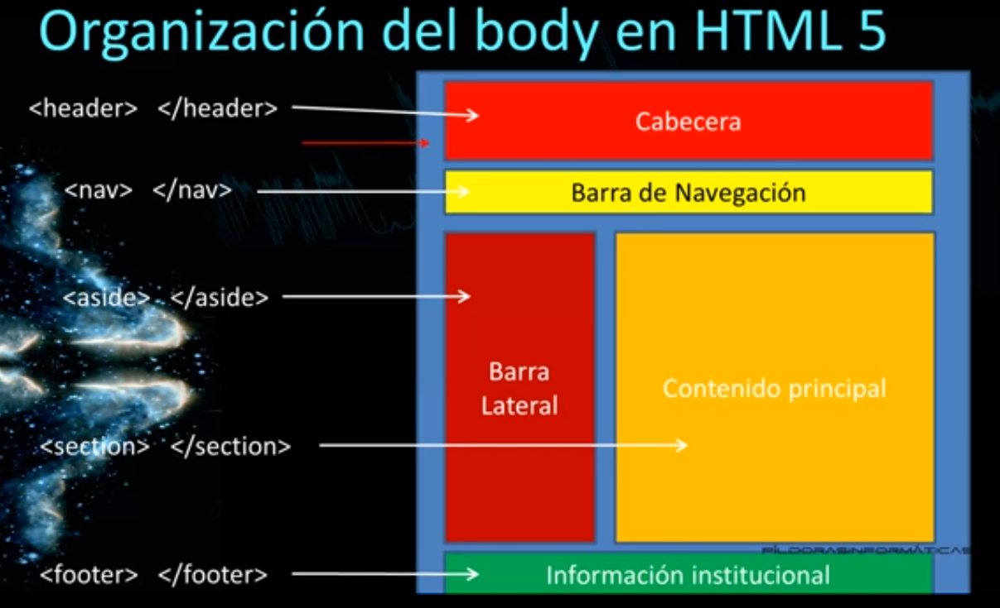 Organización del body en HTML 5
<header> </header>
Cabecera
<nav> </nav>
Barra de Navegación
<aside> </aside>
Barra
Lateral
Contenido principal
<section> </section>
PÍLDORASINFORMÁTICAS
<footer> </footer>
Información institucional